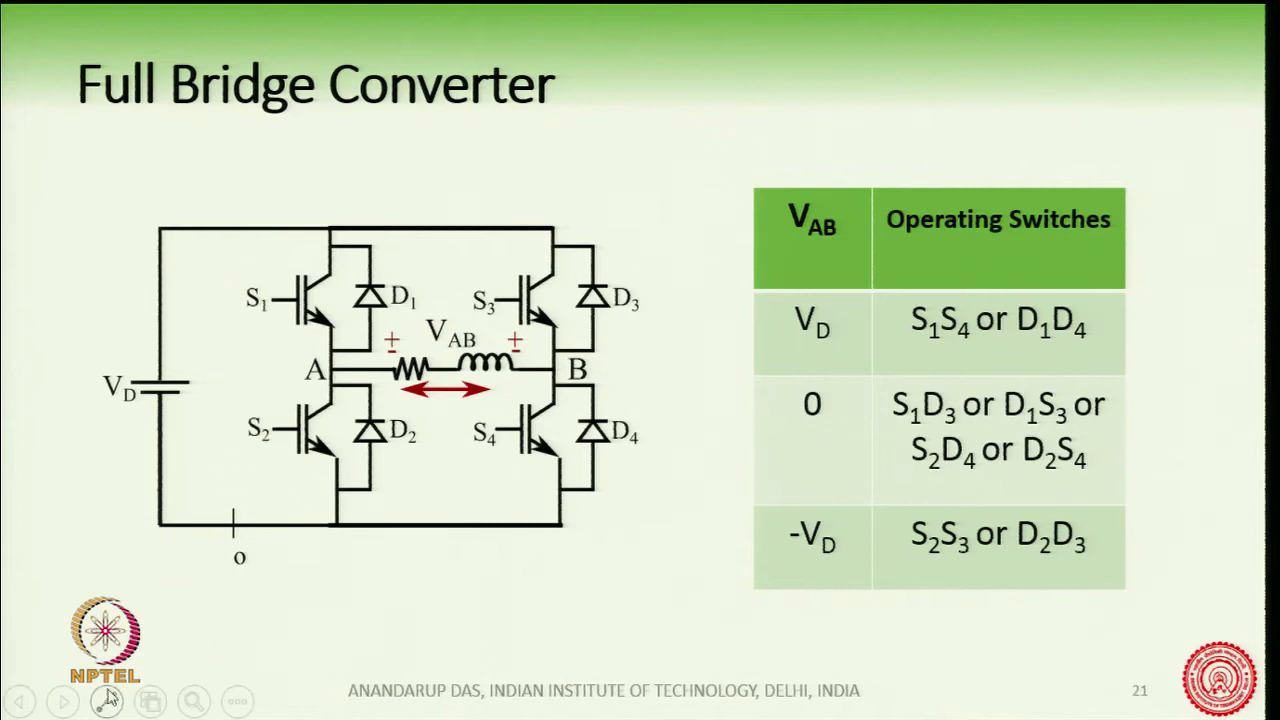 Full Bridge Converter
S1
D1
S3
D3
VAB
A
B
VD
S2
D2
S4
D4
o
VAB Operating Switches
VD S1S4 or D1D4
0 S1D3 or D1S3 or
S2D4 or D2S4
-VD S2S3 or D2D3
NPTEL
ANANDARUP DAS, INDIAN INSTITUTE OF TECHNOLOGY, DELHI, INDIA
21